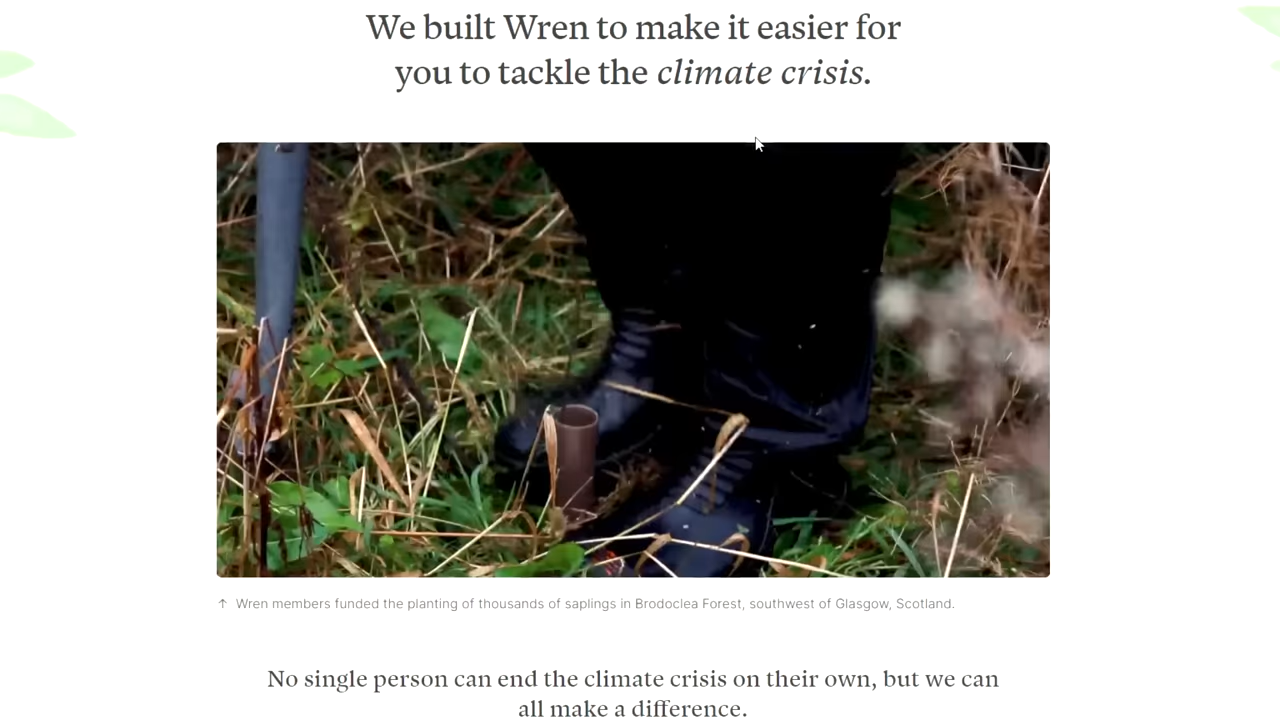 We built Wren to make it easier for
you to tackle the climate crisis.
↑ Wren members funded the planting of thousands of saplings in Brodoclea Forest, southwest of Glasgow, Scotland.
No single person can end the climate crisis on their own, but we can
all make a difference.